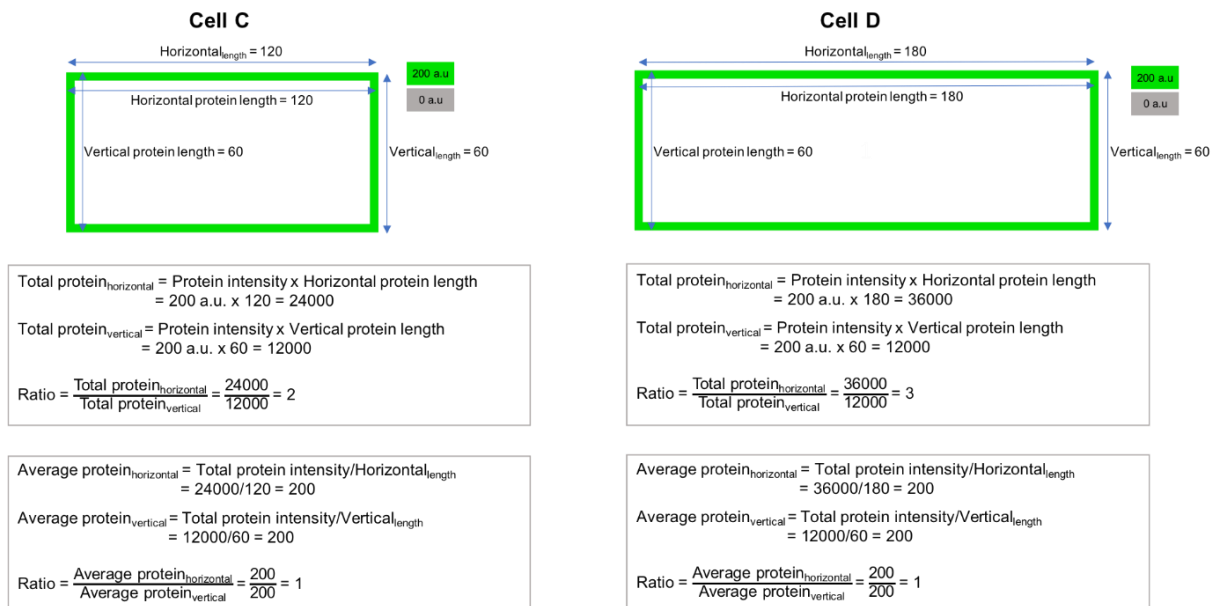 Cell C
Horizontallength = 120
200 a.u
0 a.u
Horizontal protein length = 120
Vertical protein length = 60
Verticallength = 60
Total proteinhorizontal = Protein intensity x Horizontal protein length
= 200 a.u. x 120 = 24000
Total proteinvertical = Protein intensity x Vertical protein length
= 200 a.u. x 60 = 12000
Ratio = Total proteinhorizontal / Total proteinvertical = 24000 / 12000 = 2
Average proteinhorizontal = Total protein intensity/Horizontallength
= 24000/120 = 200
Average proteinvertical = Total protein intensity/Verticallength
= 12000/60 = 200
Ratio = Average proteinhorizontal / Average proteinvertical = 200 / 200 = 1
Cell D
Horizontallength = 180
200 a.u
0 a.u
Horizontal protein length = 180
Vertical protein length = 60
Verticallength = 60
Total proteinhorizontal = Protein intensity x Horizontal protein length
= 200 a.u. x 180 = 36000
Total proteinvertical = Protein intensity x Vertical protein length
= 200 a.u. x 60 = 12000
Ratio = Total proteinhorizontal / Total proteinvertical = 36000 / 12000 = 3
Average proteinhorizontal = Total protein intensity/Horizontallength
= 36000/180 = 200
Average proteinvertical = Total protein intensity/Verticallength
= 12000/60 = 200
Ratio = Average proteinhorizontal / Average proteinvertical = 200 / 200 = 1